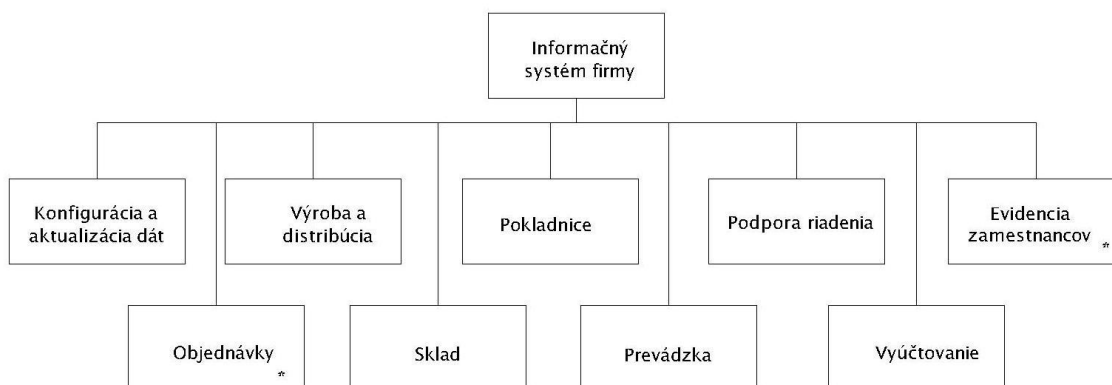 Informačný
systém firmy
Konfigurácia a
aktualizácia dát
Výroba a
distribúcia
Pokladnice
Podpora riadenia
Evidencia
zamestnancov
*
Objednávky
*
Sklad
Prevádzka
Vyúčtovanie